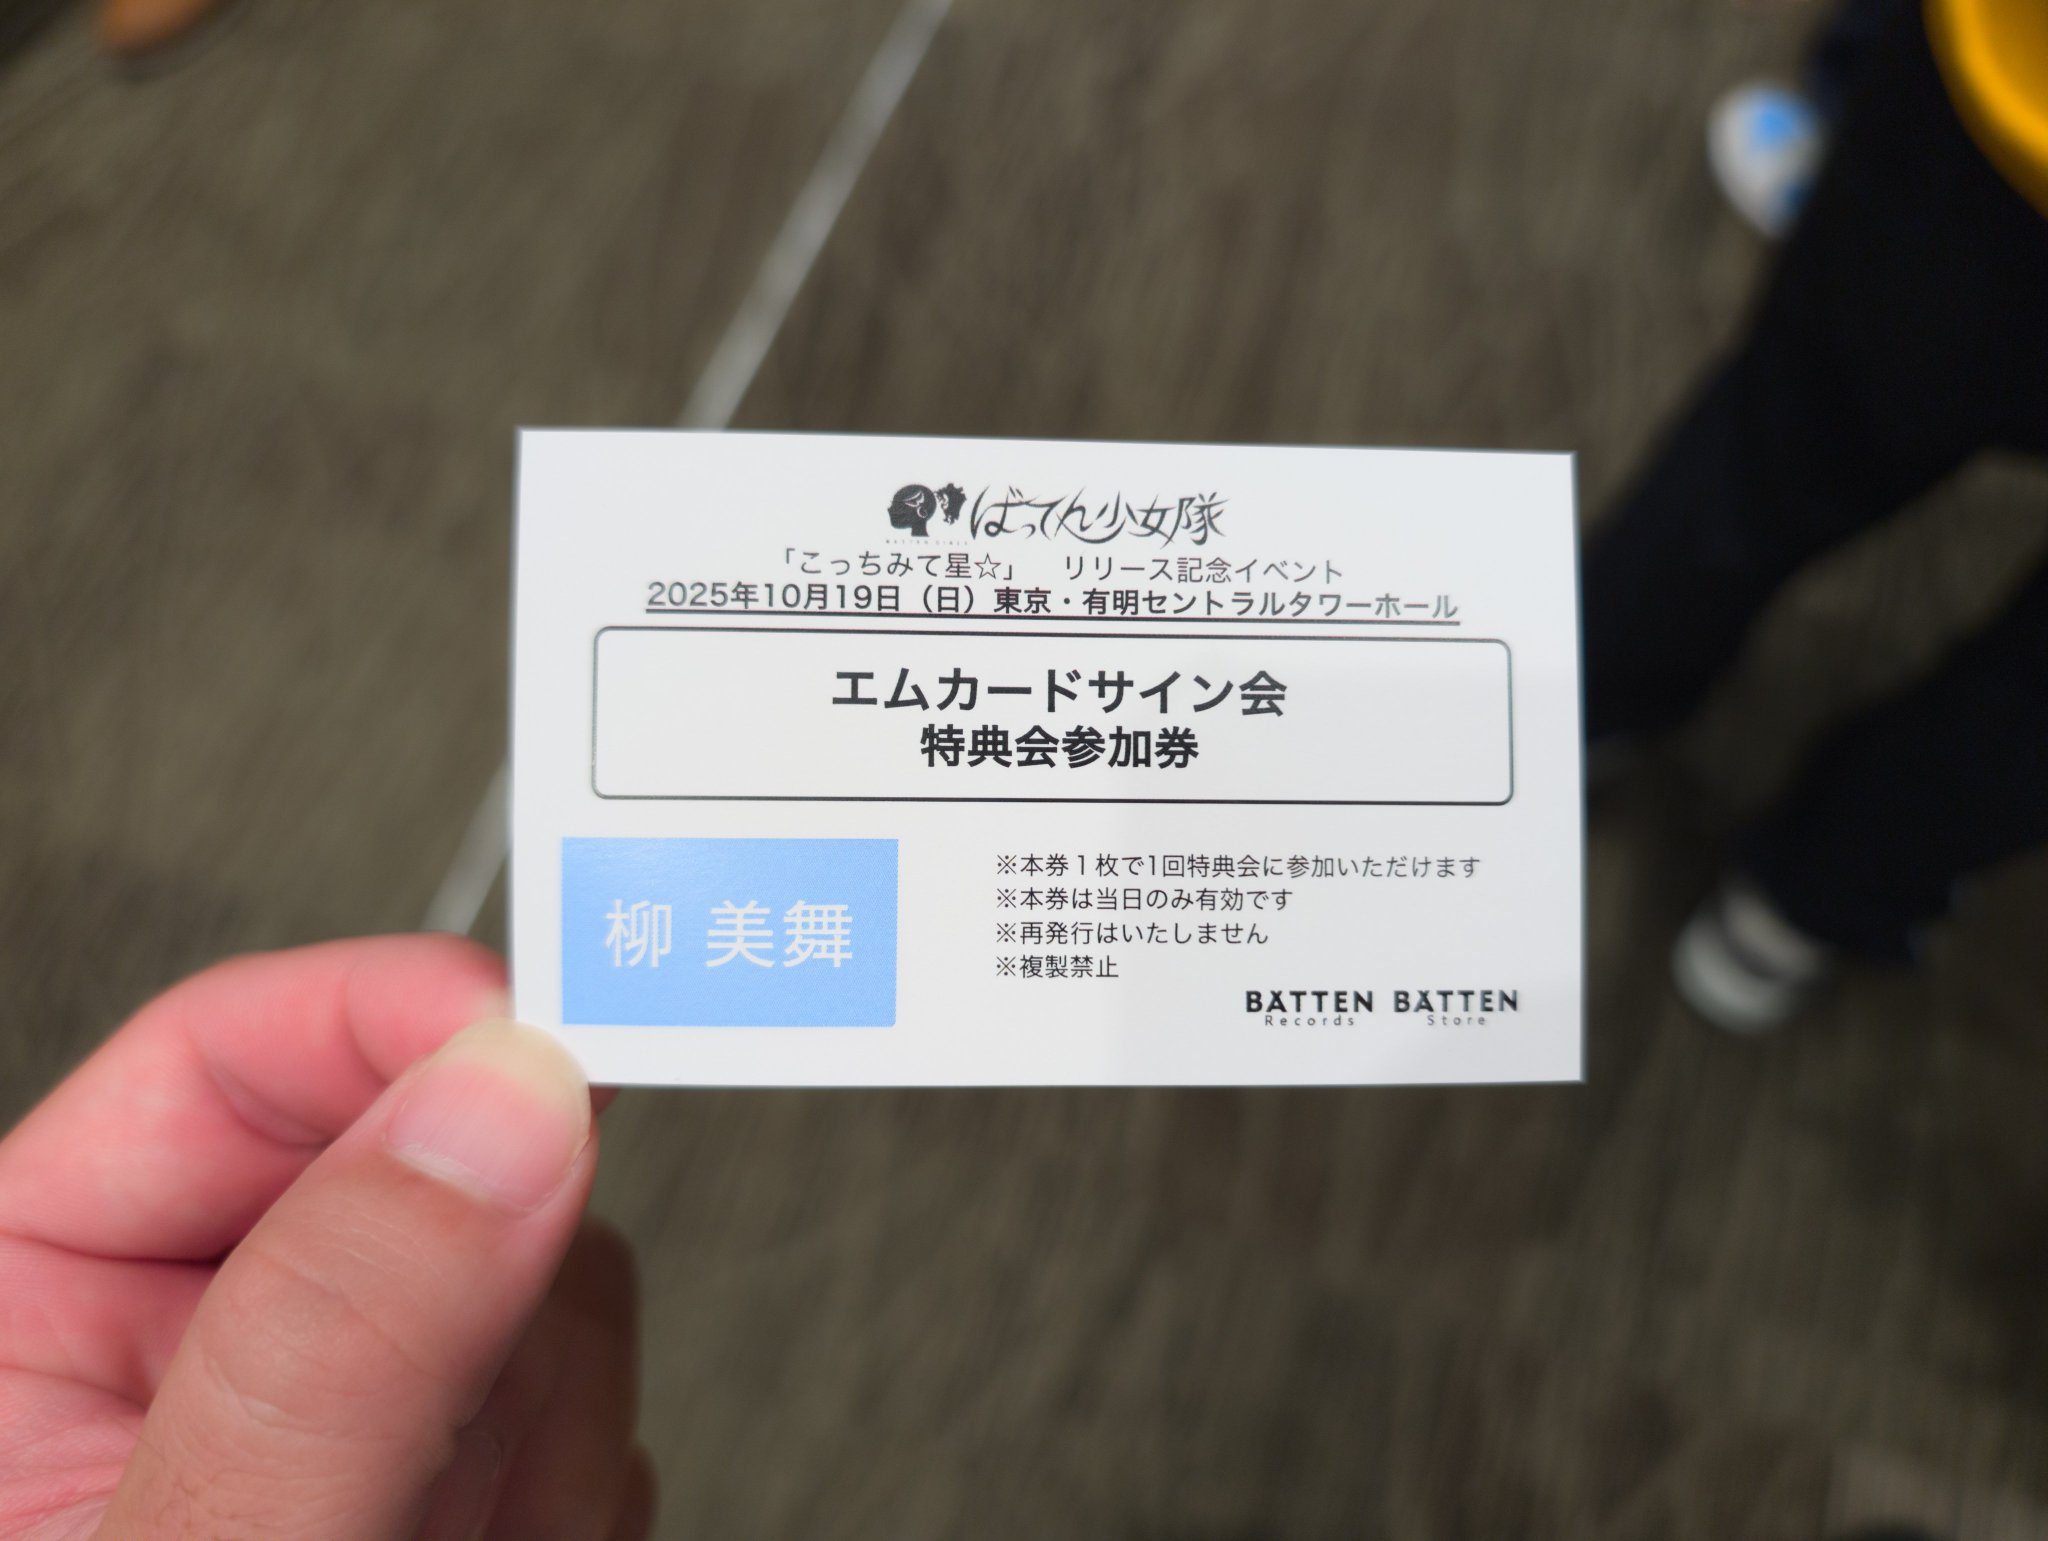 ばってん少女隊
BATTEN GIRLS
「こっちみて星☆」 リリース記念イベント
2025年10月19日（日）東京・有明セントラルタワーホール
エムカードサイン会
特典会参加券
柳 美舞
※本券１枚で1回特典会に参加いただけます
※本券は当日のみ有効です
※再発行はいたしません
※複製禁止
BATTEN Records BATTEN Store